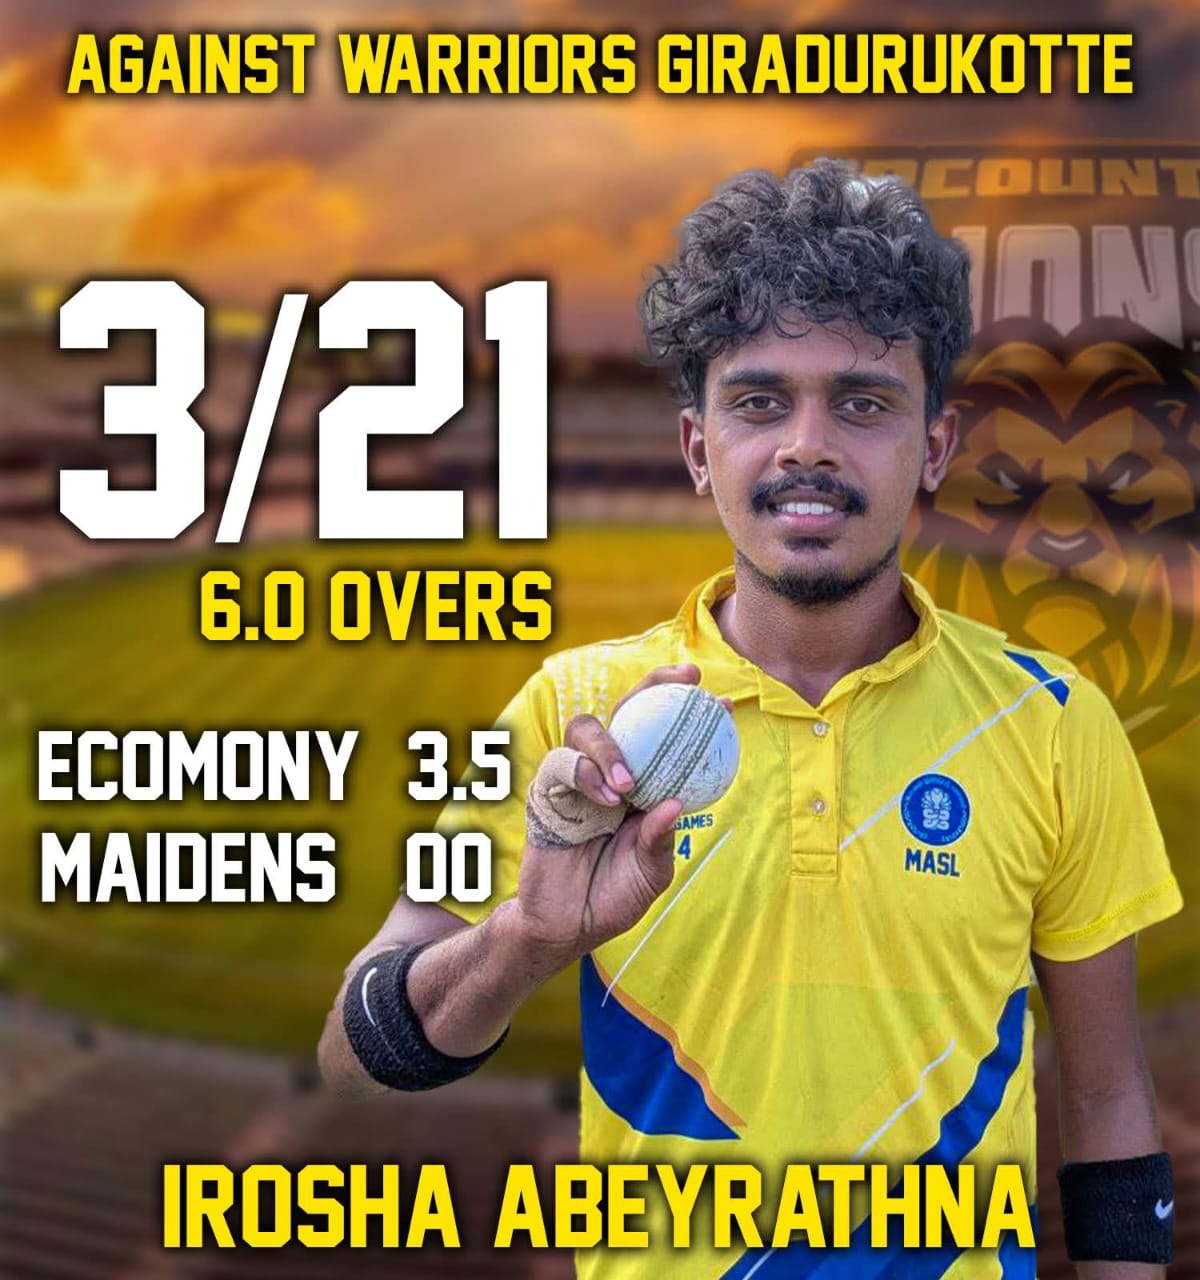 AGAINST WARRIORS GIRADURUKOTTE
3/21
6.0 OVERS
ECOMONY 3.5
MAIDENS 00
GAMES
4
MASL
IROSHA ABEYRATHNA